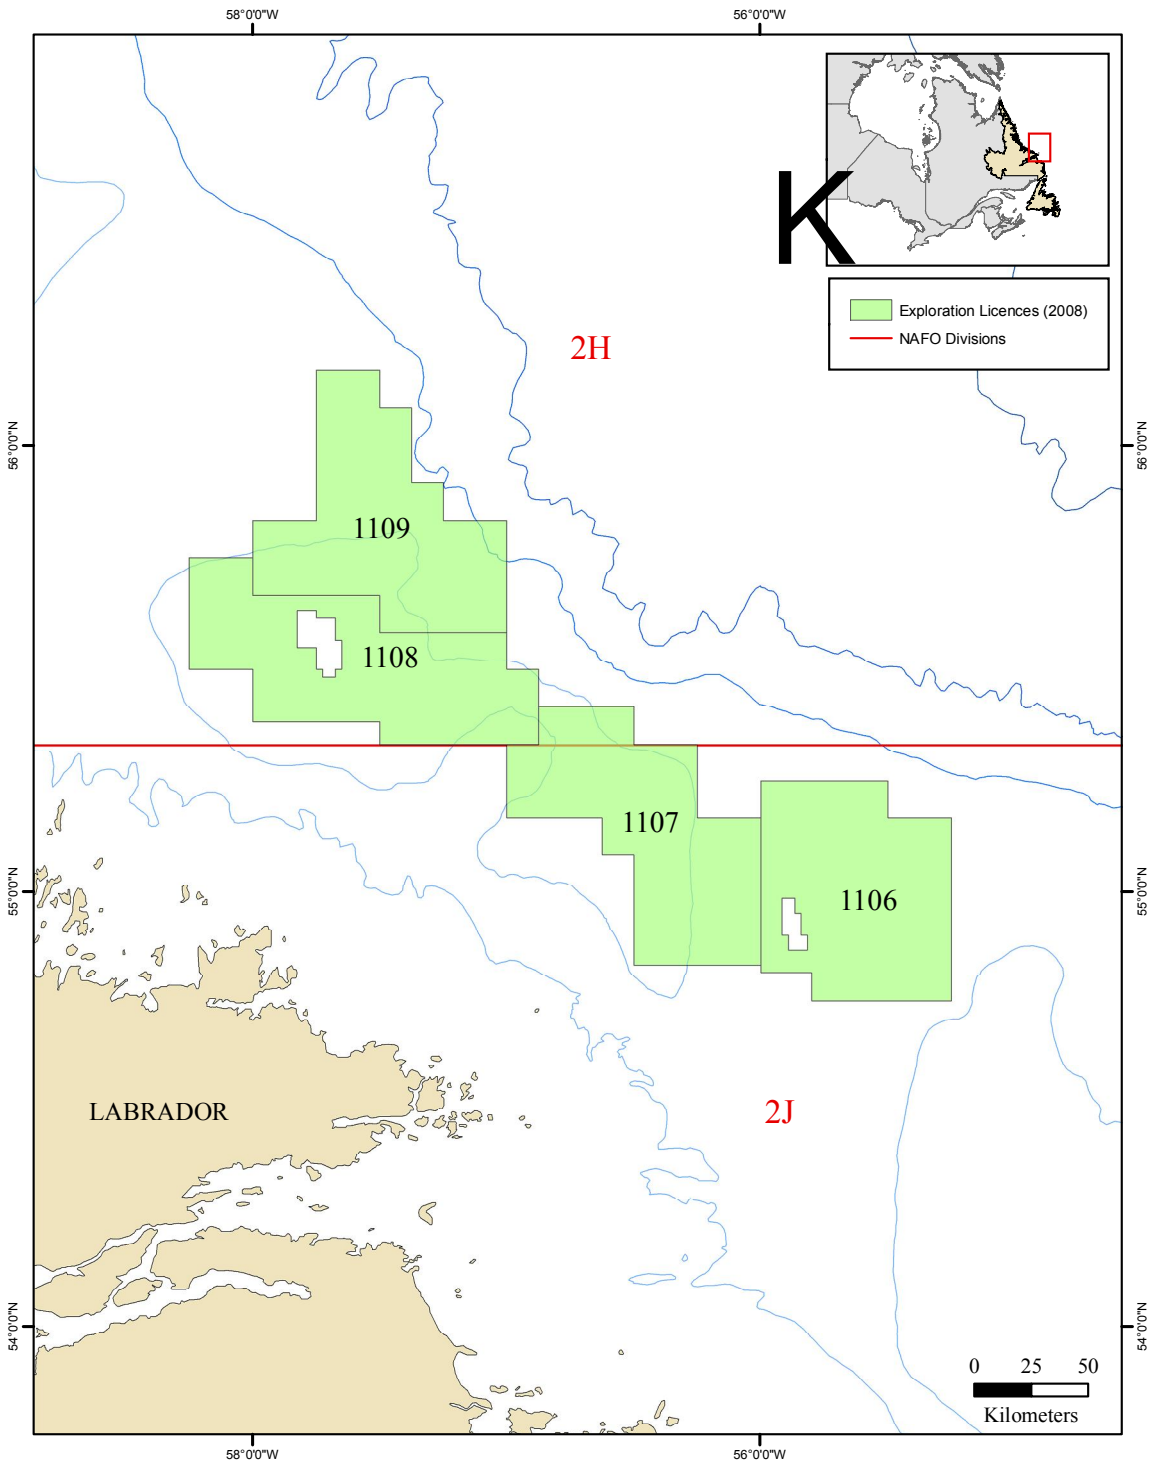 58°0'0"W 56°0'0"W
K
Exploration Licences (2008)
NAFO Divisions
2H
56°0'0"N 56°0'0"N
1109
1108
1107
55°0'0"N 55°0'0"N
1106
LABRADOR
2J
54°0'0"N 54°0'0"N
0 25 50
Kilometers
58°0'0"W 56°0'0"W